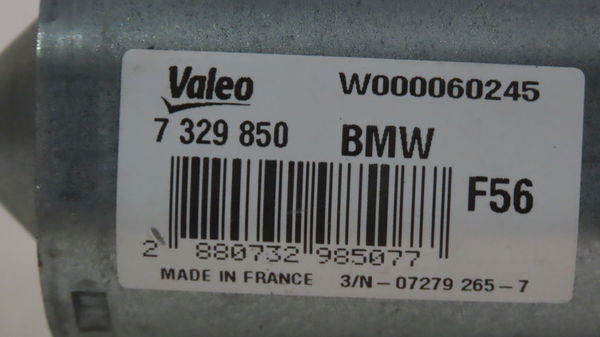 Valeo W000060245
7 329 850 BMW
F56
2 880732 985077
MADE IN FRANCE 3/N-07279 265-7